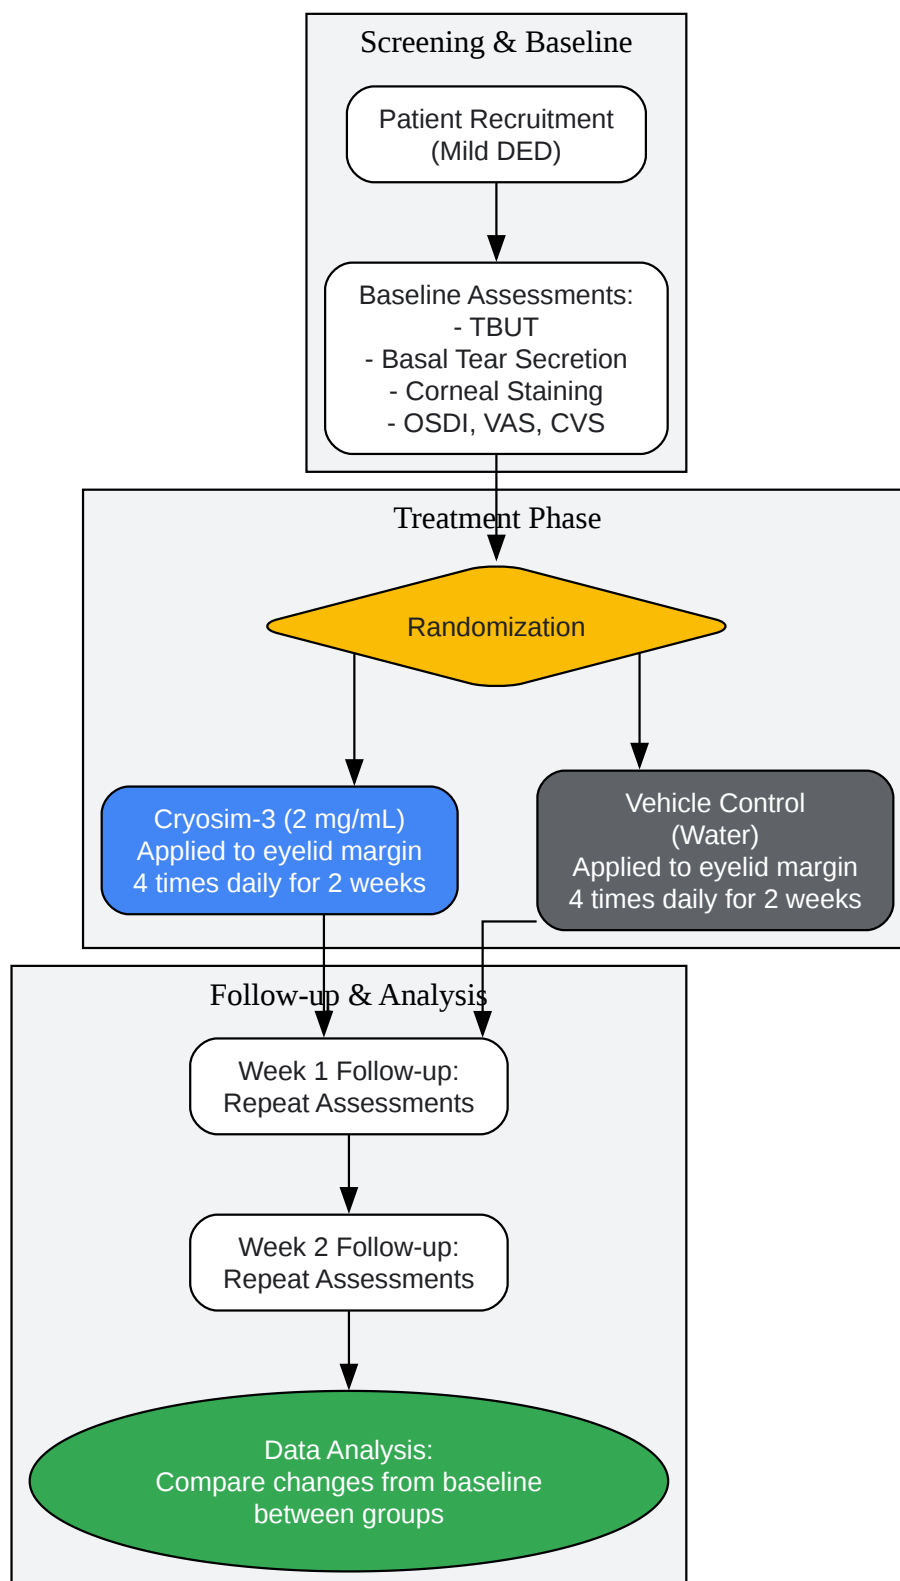 Screening & Baseline
Patient Recruitment
(Mild DED)
Baseline Assessments:
- TBUT
- Basal Tear Secretion
- Corneal Staining
- OSDI, VAS, CVS
Treatment Phase
Randomization
Cryosim-3 (2 mg/mL)
Applied to eyelid margin
4 times daily for 2 weeks
Vehicle Control
(Water)
Applied to eyelid margin
4 times daily for 2 weeks
Follow-up & Analysis
Week 1 Follow-up:
Repeat Assessments
Week 2 Follow-up:
Repeat Assessments
Data Analysis:
Compare changes from baseline
between groups